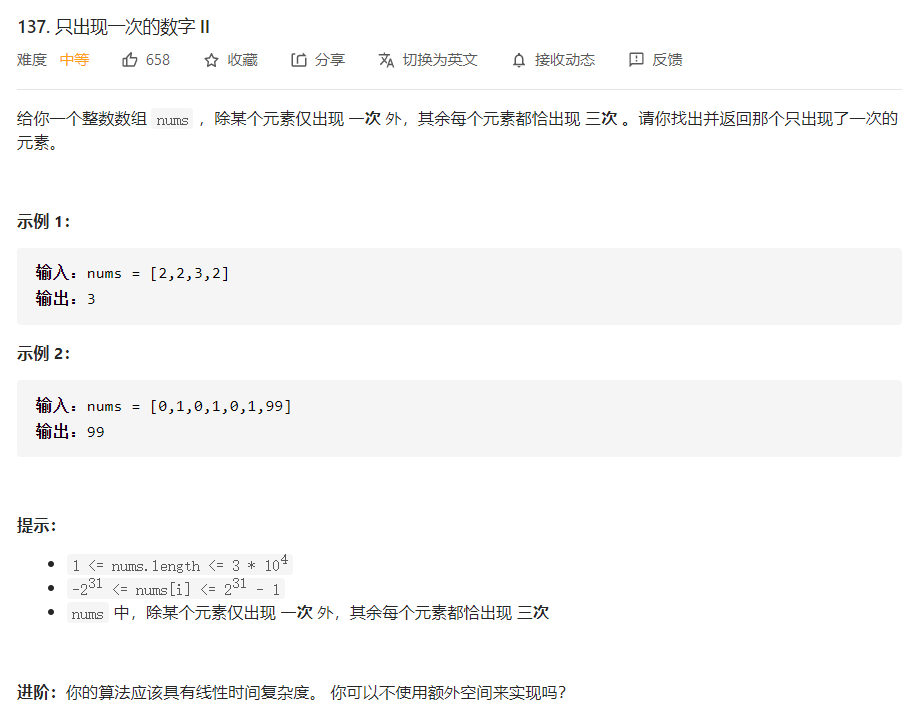 137. 只出现一次的数字 II
难度 中等 658 收藏 分享 切换为英文 接收动态 反馈
给你一个整数数组 nums ，除某个元素仅出现 一次 外，其余每个元素都恰出现 三次 。请你找出并返回那个只出现了一次的
元素。
示例 1：
输入：nums = [2,2,3,2]
输出：3
示例 2：
输入：nums = [0,1,0,1,0,1,99]
输出：99
提示：
1 <= nums.length <= 3 * 10⁴
-2³¹ <= nums[i] <= 2³¹ - 1
nums 中，除某个元素仅出现 一次 外，其余每个元素都恰出现 三次
进阶：你的算法应该具有线性时间复杂度。 你可以不使用额外空间来实现吗？